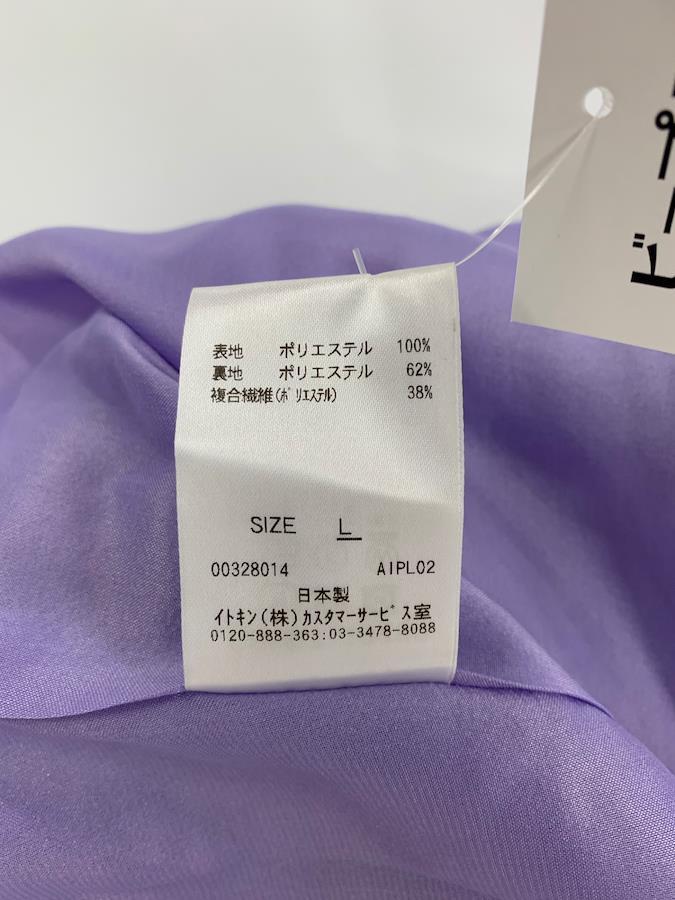 表地 ポリエステル 100%
裏地 ポリエステル 62%
複合繊維(ﾎﾟﾘｴｽﾃﾙ) 38%
SIZE L
00328014 AIPL02
日本製
イトキン(株)ｶｽﾀﾏｰｻｰﾋﾞｽ室
0120-888-363:03-3478-8088